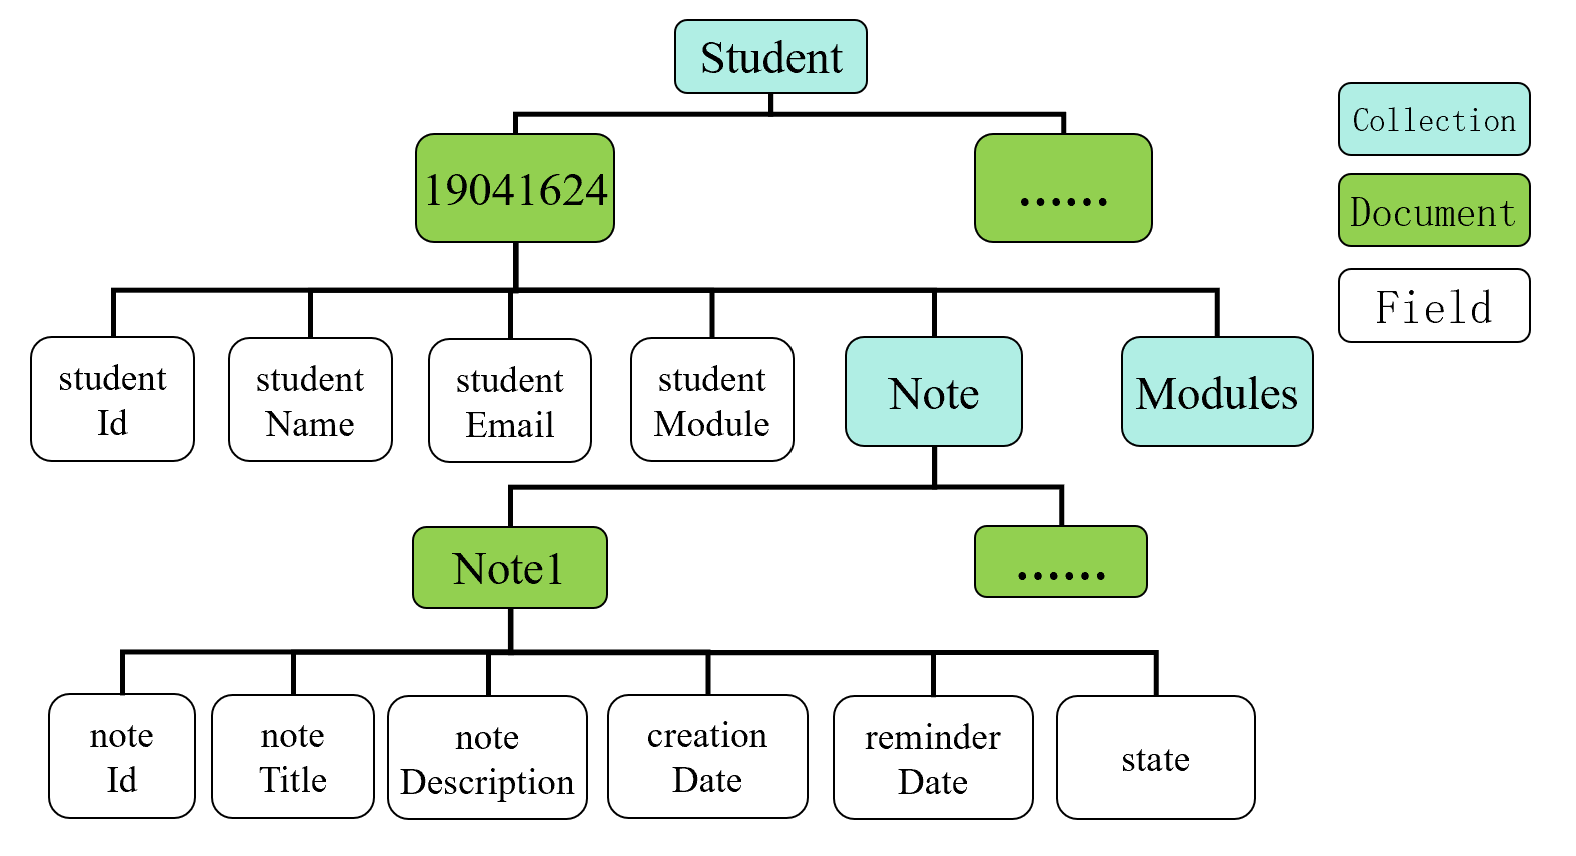 Student
Collection
19041624
......
Document
Field
student
Id
student
Name
student
Email
student
Module
Note
Modules
Note1
......
note
Id
note
Title
note
Description
creation
Date
reminder
Date
state